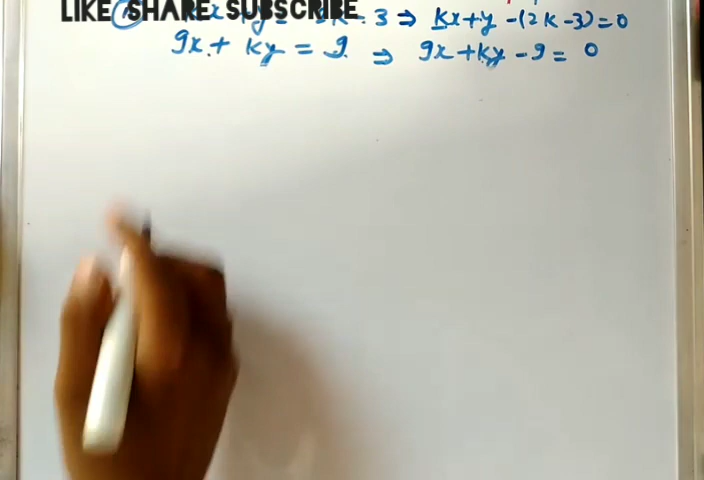 LIKE SHARE SUBSCRIBE
x y = k - 3 ⇒ kx+y -(2k-3)=0
9x + ky = 9 ⇒ 9x+ky-9= 0